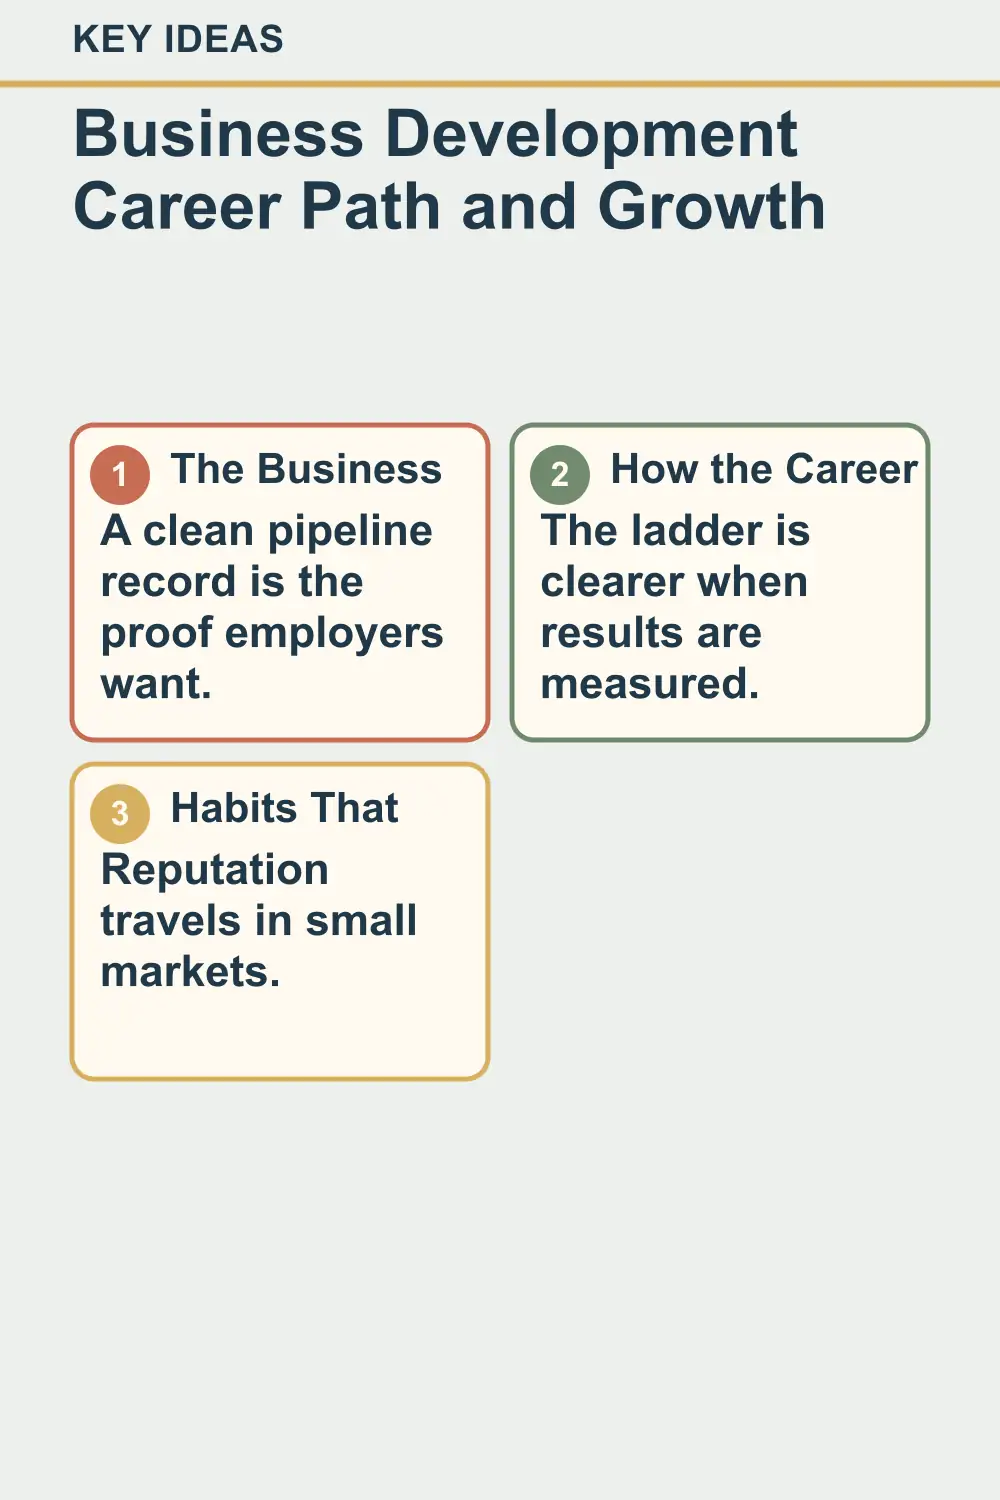 KEY IDEAS
Business Development
Career Path and Growth
1 The Business
A clean pipeline
record is the
proof employers
want.
2 How the Career
The ladder is
clearer when
results are
measured.
3 Habits That
Reputation
travels in small
markets.